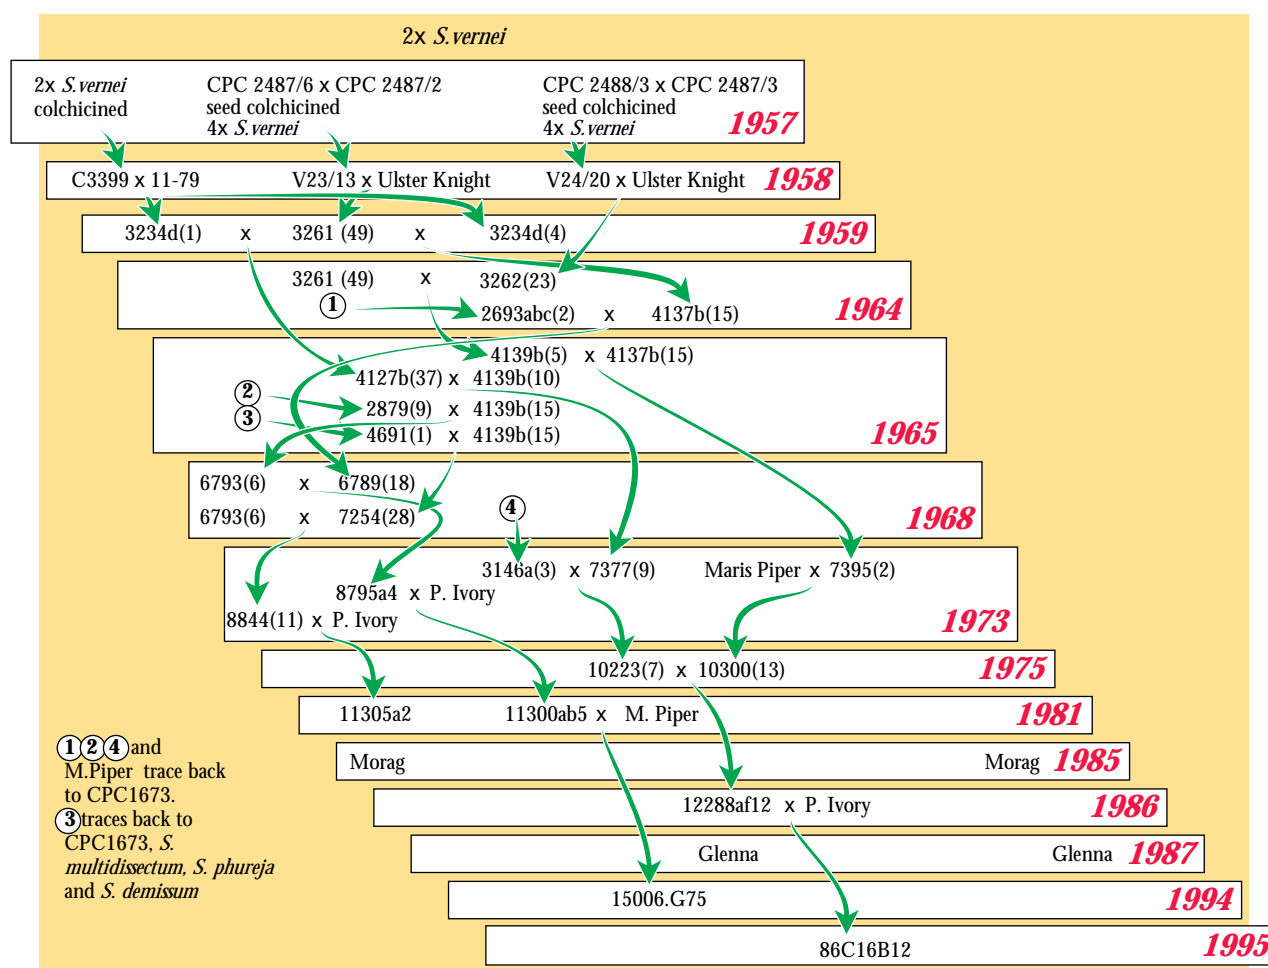 2x S.vernei
2x S.vernei
colchicined
CPC 2487/6 x CPC 2487/2
seed colchicined
4x S.vernei
CPC 2488/3 x CPC 2487/3
seed colchicined
4x S.vernei
1957
C3399 x 11-79
V23/13 x Ulster Knight
V24/20 x Ulster Knight
1958
3234d(1) x 3261 (49) x 3234d(4)
1959
3261 (49) x 3262(23)
1 2693abc(2) x 4137b(15)
1964
4139b(5) x 4137b(15)
4127b(37) x 4139b(10)
2 2879(9) x 4139b(15)
3 4691(1) x 4139b(15)
1965
6793(6) x 6789(18)
6793(6) x 7254(28)
4
1968
3146a(3) x 7377(9)
Maris Piper x 7395(2)
8795a4 x P. Ivory
8844(11) x P. Ivory
1973
10223(7) x 10300(13)
1975
11305a2
11300ab5 x M. Piper
1981
Morag
Morag 1985
12288af12 x P. Ivory
1986
Glenna
Glenna 1987
15006.G75
1994
86C16B12
1995
1 2 4 and
M.Piper trace back
to CPC1673.
3 traces back to
CPC1673, S.
multidissectum, S. phureja
and S. demissum